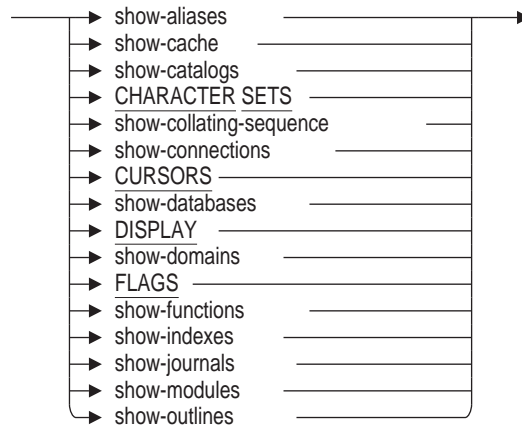 show-aliases
show-cache
show-catalogs
CHARACTER SETS
show-collating-sequence
show-connections
CURSORS
show-databases
DISPLAY
show-domains
FLAGS
show-functions
show-indexes
show-journals
show-modules
show-outlines